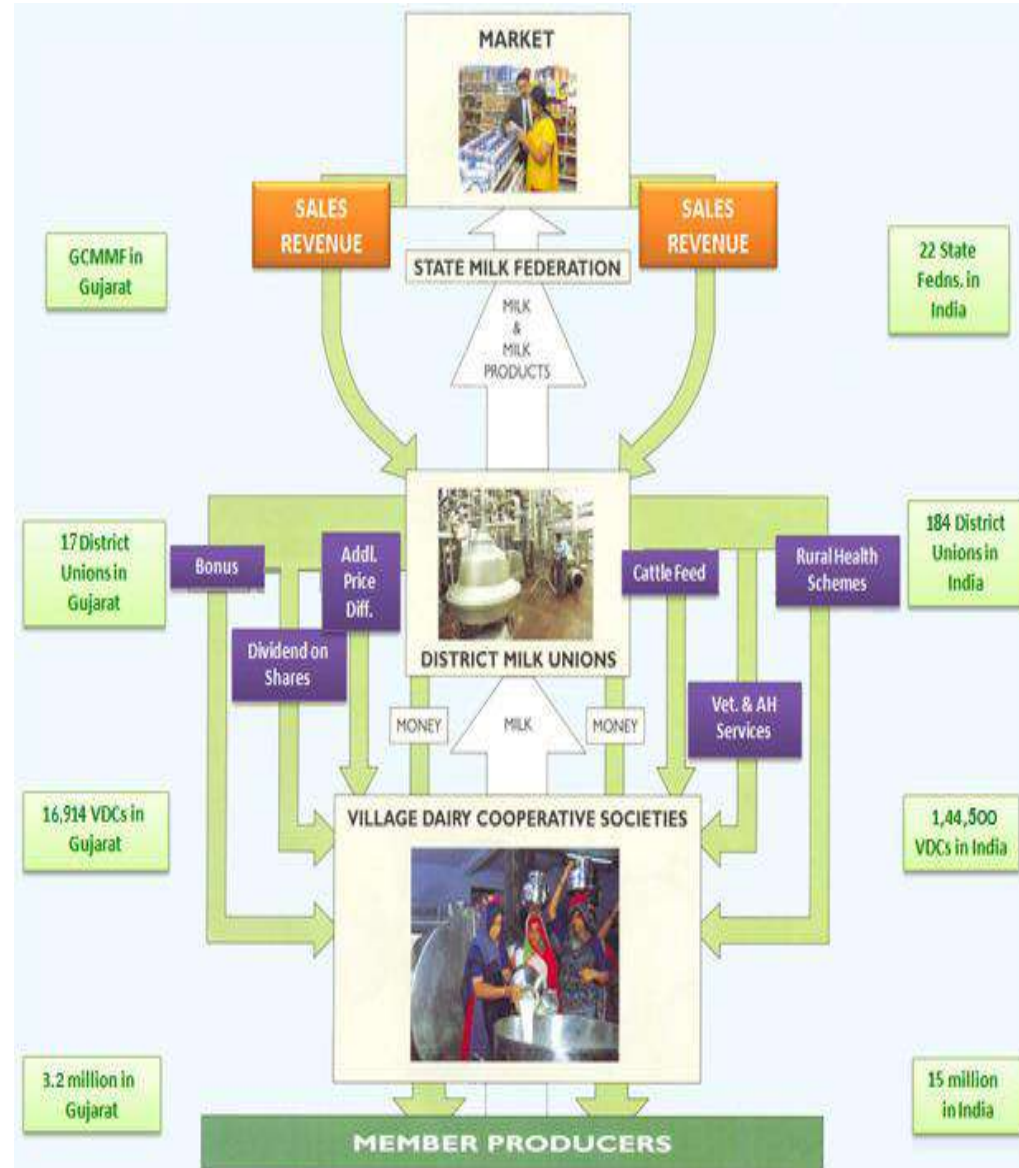 MARKET
SALES
REVENUE
SALES
REVENUE
GCMMF in
Gujarat
STATE MILK FEDERATION
22 State
Fedns. in
India
MILK
&
MILK
PRODUCTS
17 District
Unions in
Gujarat
Bonus
Addl.
Price
Diff.
Dividend on
Shares
DISTRICT MILK UNIONS
Cattle Feed
Rural Health
Schemes
184 District
Unions in
India
Vet. & AH
Services
MONEY
MILK
MONEY
16,914 VDCs in
Gujarat
VILLAGE DAIRY COOPERATIVE SOCIETIES
1,44,500
VDCs in India
3.2 million in
Gujarat
15 million
in India
MEMBER PRODUCERS